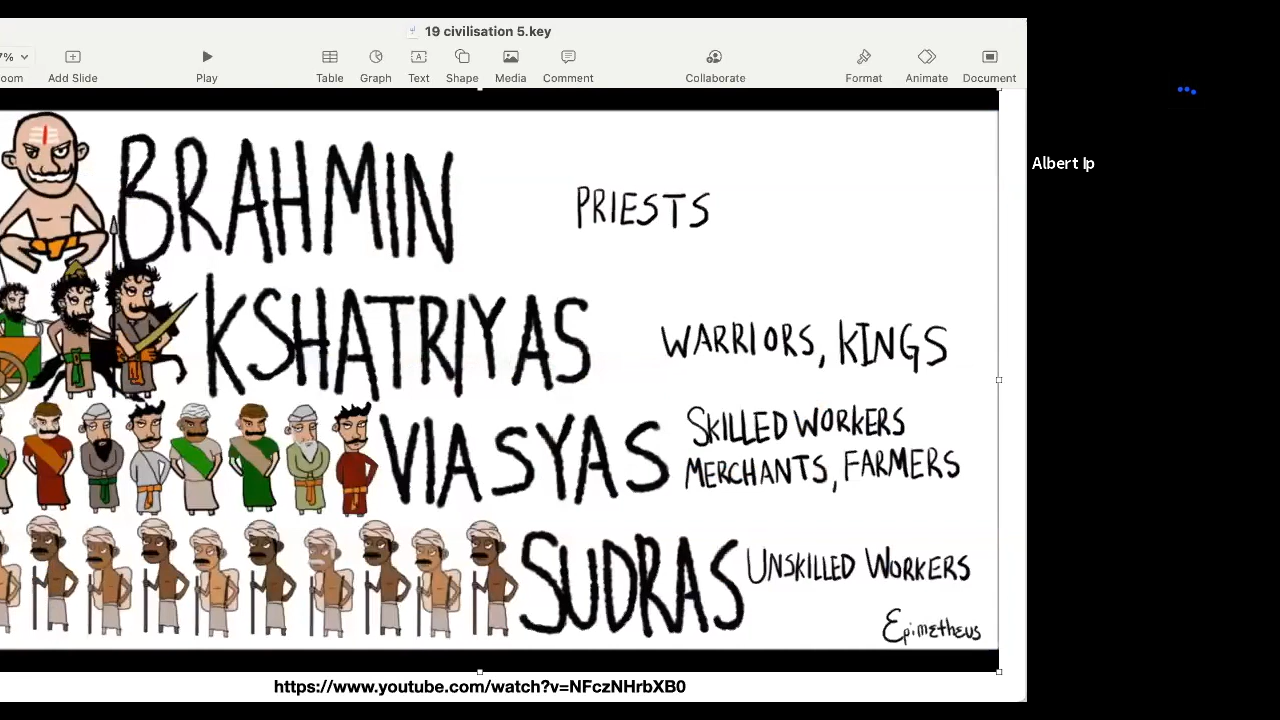 19 civilisation 5.key
7%
oom
Add Slide
Play
Table
Graph
Text
Shape
Media
Comment
Collaborate
Format
Animate
Document
Albert Ip
BRAHMIN
PRIESTS
KSHATRIYAS
WARRIORS, KINGS
VIASYAS
SKILLED WORKERS
MERCHANTS, FARMERS
SUDRAS
UNSKILLED WORKERS
Epimetheus
https://www.youtube.com/watch?v=NFczNHrbXB0